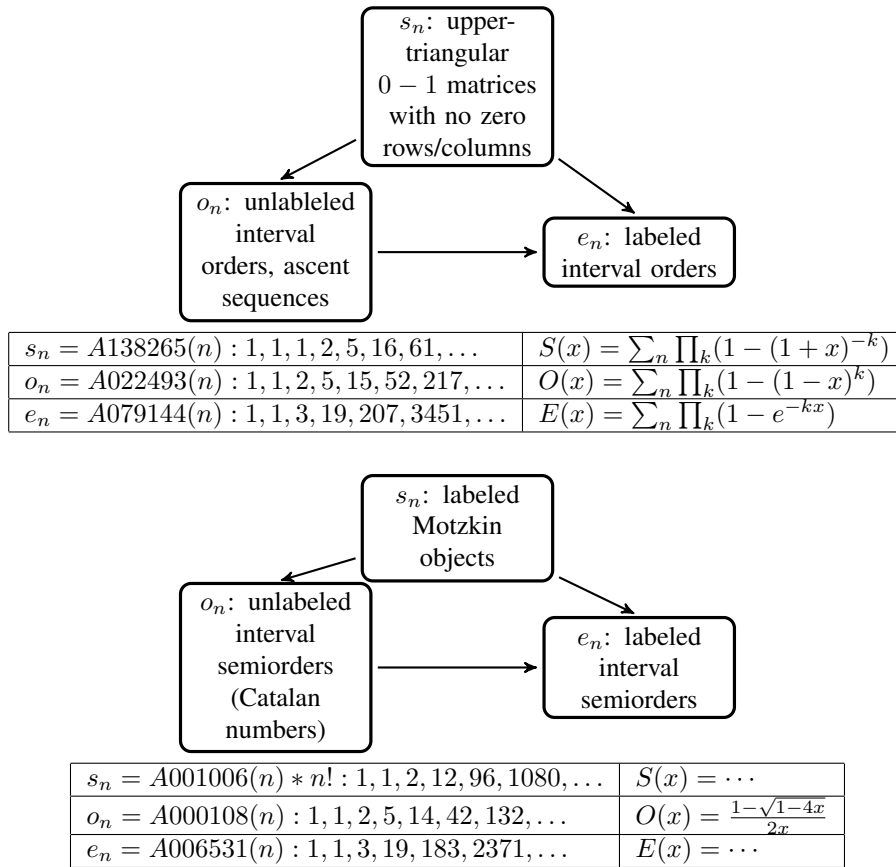 s_n: upper-
triangular
0 − 1 matrices
with no zero
rows/columns
o_n: unlableled
interval
orders, ascent
sequences
e_n: labeled
interval orders
s_n = A138265(n) : 1, 1, 1, 2, 5, 16, 61, . . . S(x) = ∑_n ∏_k(1 − (1 + x)^{−k})
o_n = A022493(n) : 1, 1, 2, 5, 15, 52, 217, . . . O(x) = ∑_n ∏_k(1 − (1 − x)^k)
e_n = A079144(n) : 1, 1, 3, 19, 207, 3451, . . . E(x) = ∑_n ∏_k(1 − e^{−kx})
s_n: labeled
Motzkin
objects
o_n: unlabeled
interval
semiorders
(Catalan
numbers)
e_n: labeled
interval
semiorders
s_n = A001006(n) ∗ n! : 1, 1, 2, 12, 96, 1080, . . . S(x) = · · ·
o_n = A000108(n) : 1, 1, 2, 5, 14, 42, 132, . . . O(x) = \frac{1−\sqrt{1−4x}}{2x}
e_n = A006531(n) : 1, 1, 3, 19, 183, 2371, . . . E(x) = · · ·